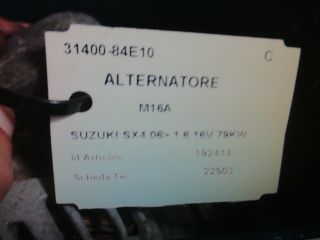 31400-84E10 C
ALTERNATORE
M16A
SUZUKI SX4 06> 1.6 16V 79KW
Id Articolo 192414
Scheda Tec 22503